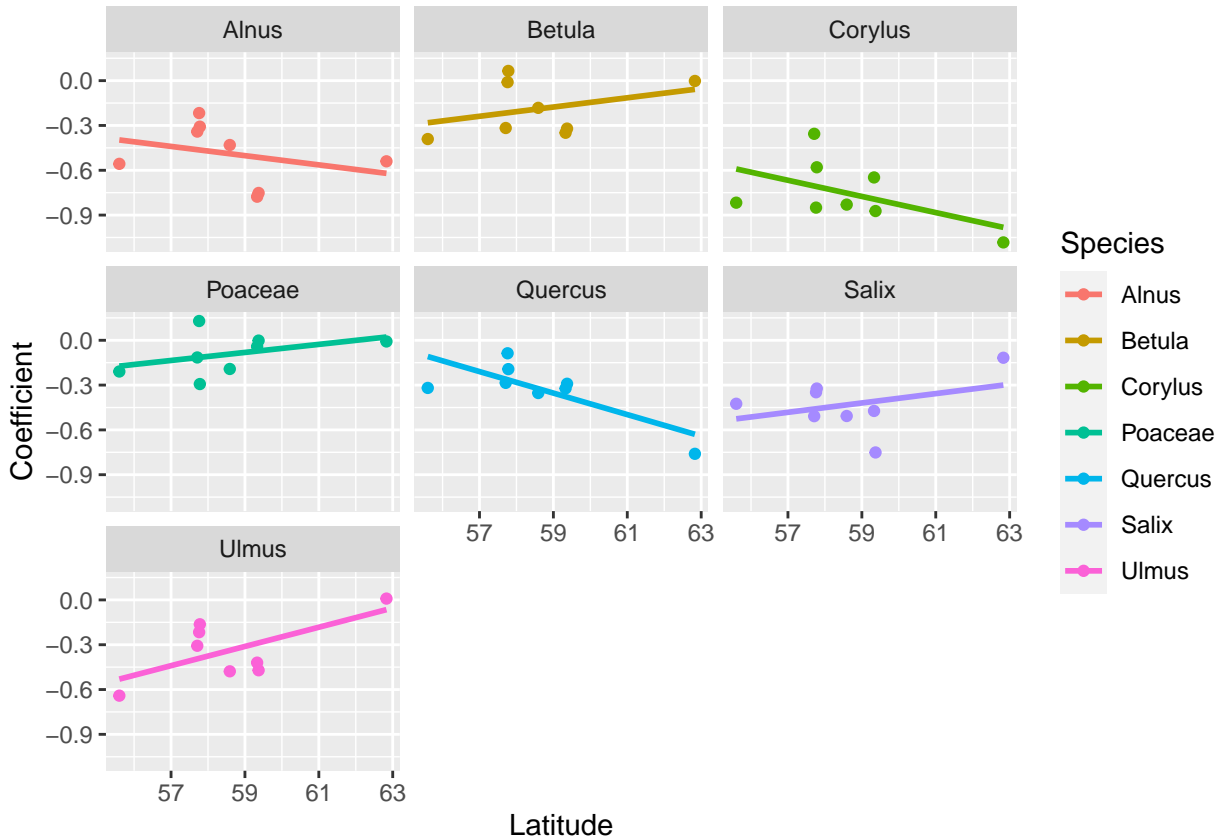 Alnus
Betula
Corylus
0.0
−0.3
−0.6
−0.9
Poaceae
Quercus
Salix
0.0
−0.3
−0.6
−0.9
57 59 61 63
57 59 61 63
Ulmus
0.0
−0.3
−0.6
−0.9
57 59 61 63
Latitude
Coefficient
Species
Alnus
Betula
Corylus
Poaceae
Quercus
Salix
Ulmus